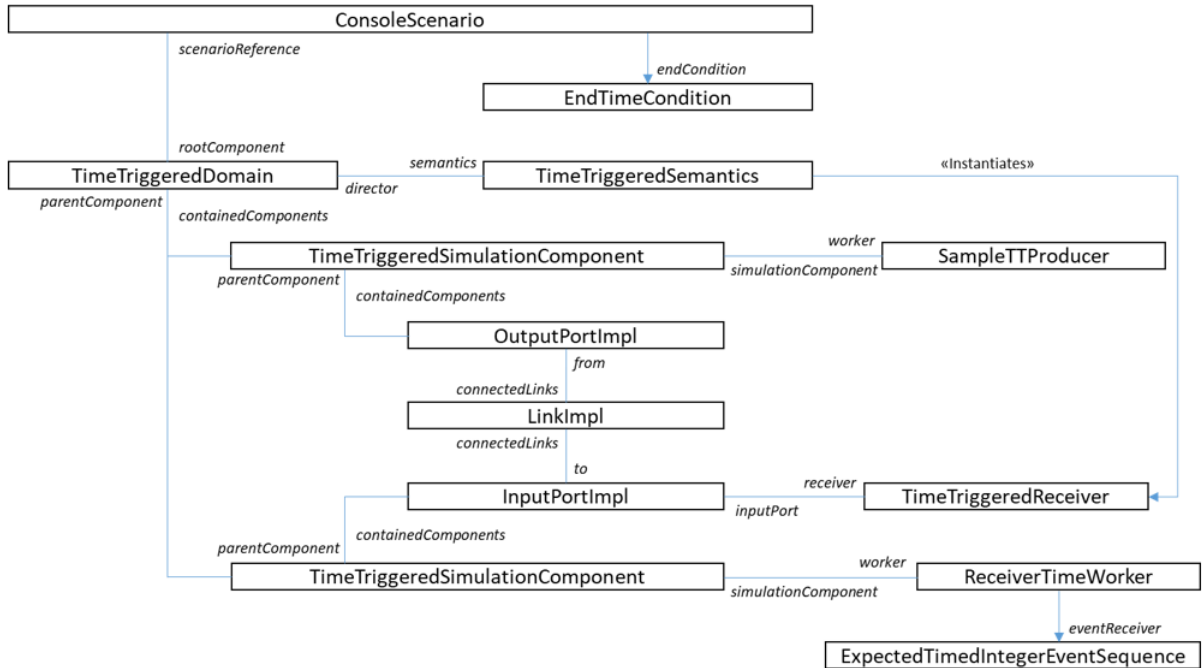 ConsoleScenario
scenarioReference
endCondition
EndTimeCondition
rootComponent
semantics
«Instantiates»
TimeTriggeredDomain
TimeTriggeredSemantics
director
parentComponent
containedComponents
worker
TimeTriggeredSimulationComponent
SampleTTProducer
simulationComponent
parentComponent
containedComponents
OutputPortImpl
from
connectedLinks
LinkImpl
connectedLinks
to
receiver
InputPortImpl
TimeTriggeredReceiver
inputPort
containedComponents
parentComponent
worker
TimeTriggeredSimulationComponent
ReceiverTimeWorker
simulationComponent
eventReceiver
ExpectedTimedIntegerEventSequence